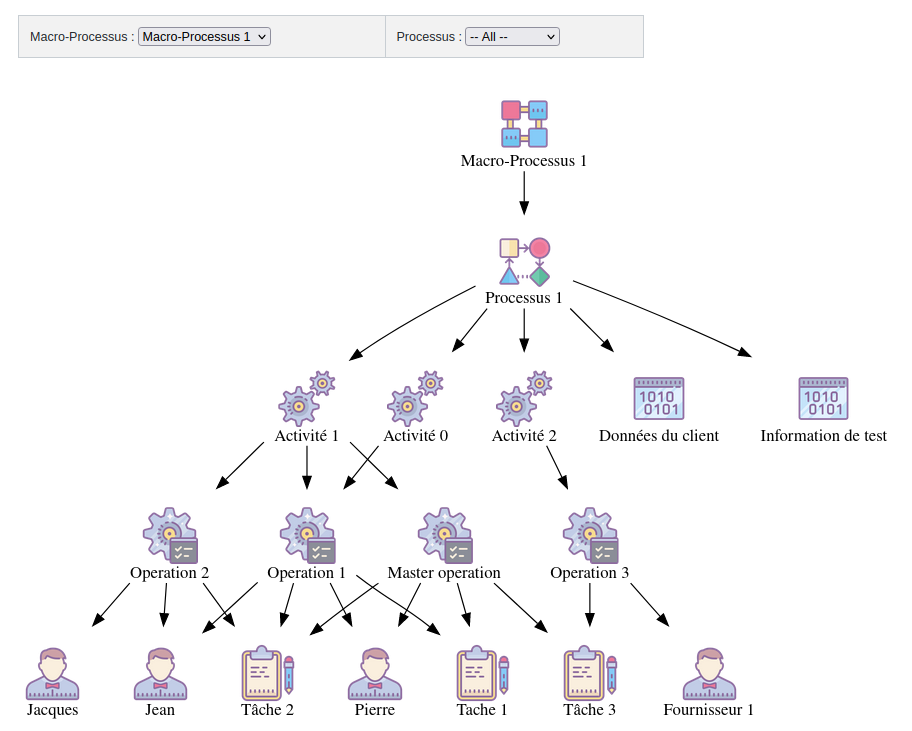 Macro-Processus : Macro-Processus 1 Processus : -- All --
Macro-Processus 1
Processus 1
Activité 1 Activité 0 Activité 2 Données du client Information de test
Operation 2 Operation 1 Master operation Operation 3
Jacques Jean Tâche 2 Pierre Tache 1 Tâche 3 Fournisseur 1
1010 0101
1010 0101